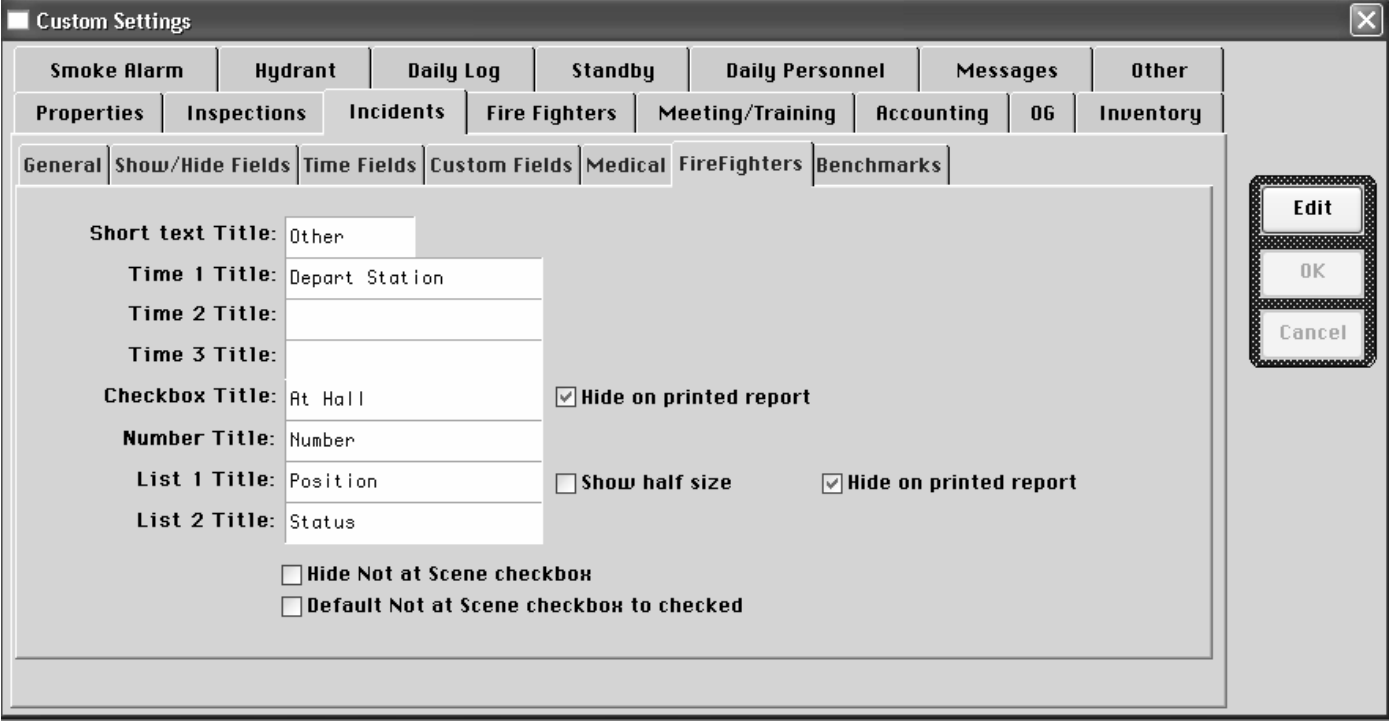 Custom Settings
Smoke Alarm Hydrant Daily Log Standby Daily Personnel Messages Other
Properties Inspections Incidents Fire Fighters Meeting/Training Accounting OG Inventory
General Show/Hide Fields Time Fields Custom Fields Medical FireFighters Benchmarks
Edit
OK
Cancel
Short text Title: Other
Time 1 Title: Depart Station
Time 2 Title:
Time 3 Title:
Checkbox Title: At Hall Hide on printed report
Number Title: Number
List 1 Title: Position Show half size Hide on printed report
List 2 Title: Status
Hide Not at Scene checkbox
Default Not at Scene checkbox to checked